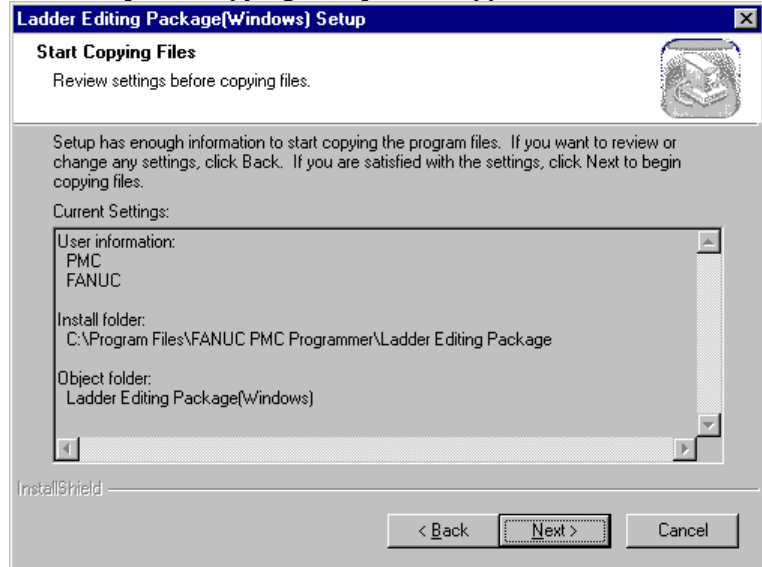 Ladder Editing Package(Windows) Setup
Start Copying Files
Review settings before copying files.
Setup has enough information to start copying the program files.  If you want to review or
change any settings, click Back.  If you are satisfied with the settings, click Next to begin
copying files.
Current Settings:
User information:
PMC
FANUC
Install folder:
C:\Program Files\FANUC PMC Programmer\Ladder Editing Package
Object folder:
Ladder Editing Package(Windows)
InstallShield
< Back
Next >
Cancel